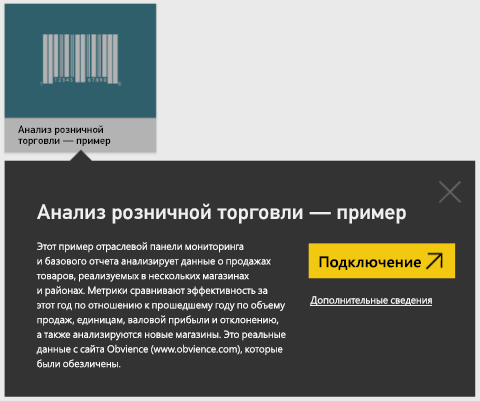 12345 67890
Анализ розничной
торговли — пример
Анализ розничной торговли — пример
Этот пример отраслевой панели мониторинга
и базового отчета анализирует данные о продажах
товаров, реализуемых в нескольких магазинах
и районах. Метрики сравнивают эффективность за
этот год по отношению к прошедшему году по объему
продаж, единицам, валовой прибыли и отклонению,
а также анализируются новые магазины. Это реальные
данные с сайта Obvience (www.obvience.com), которые
были обезличены.
Подключение
Дополнительные сведения